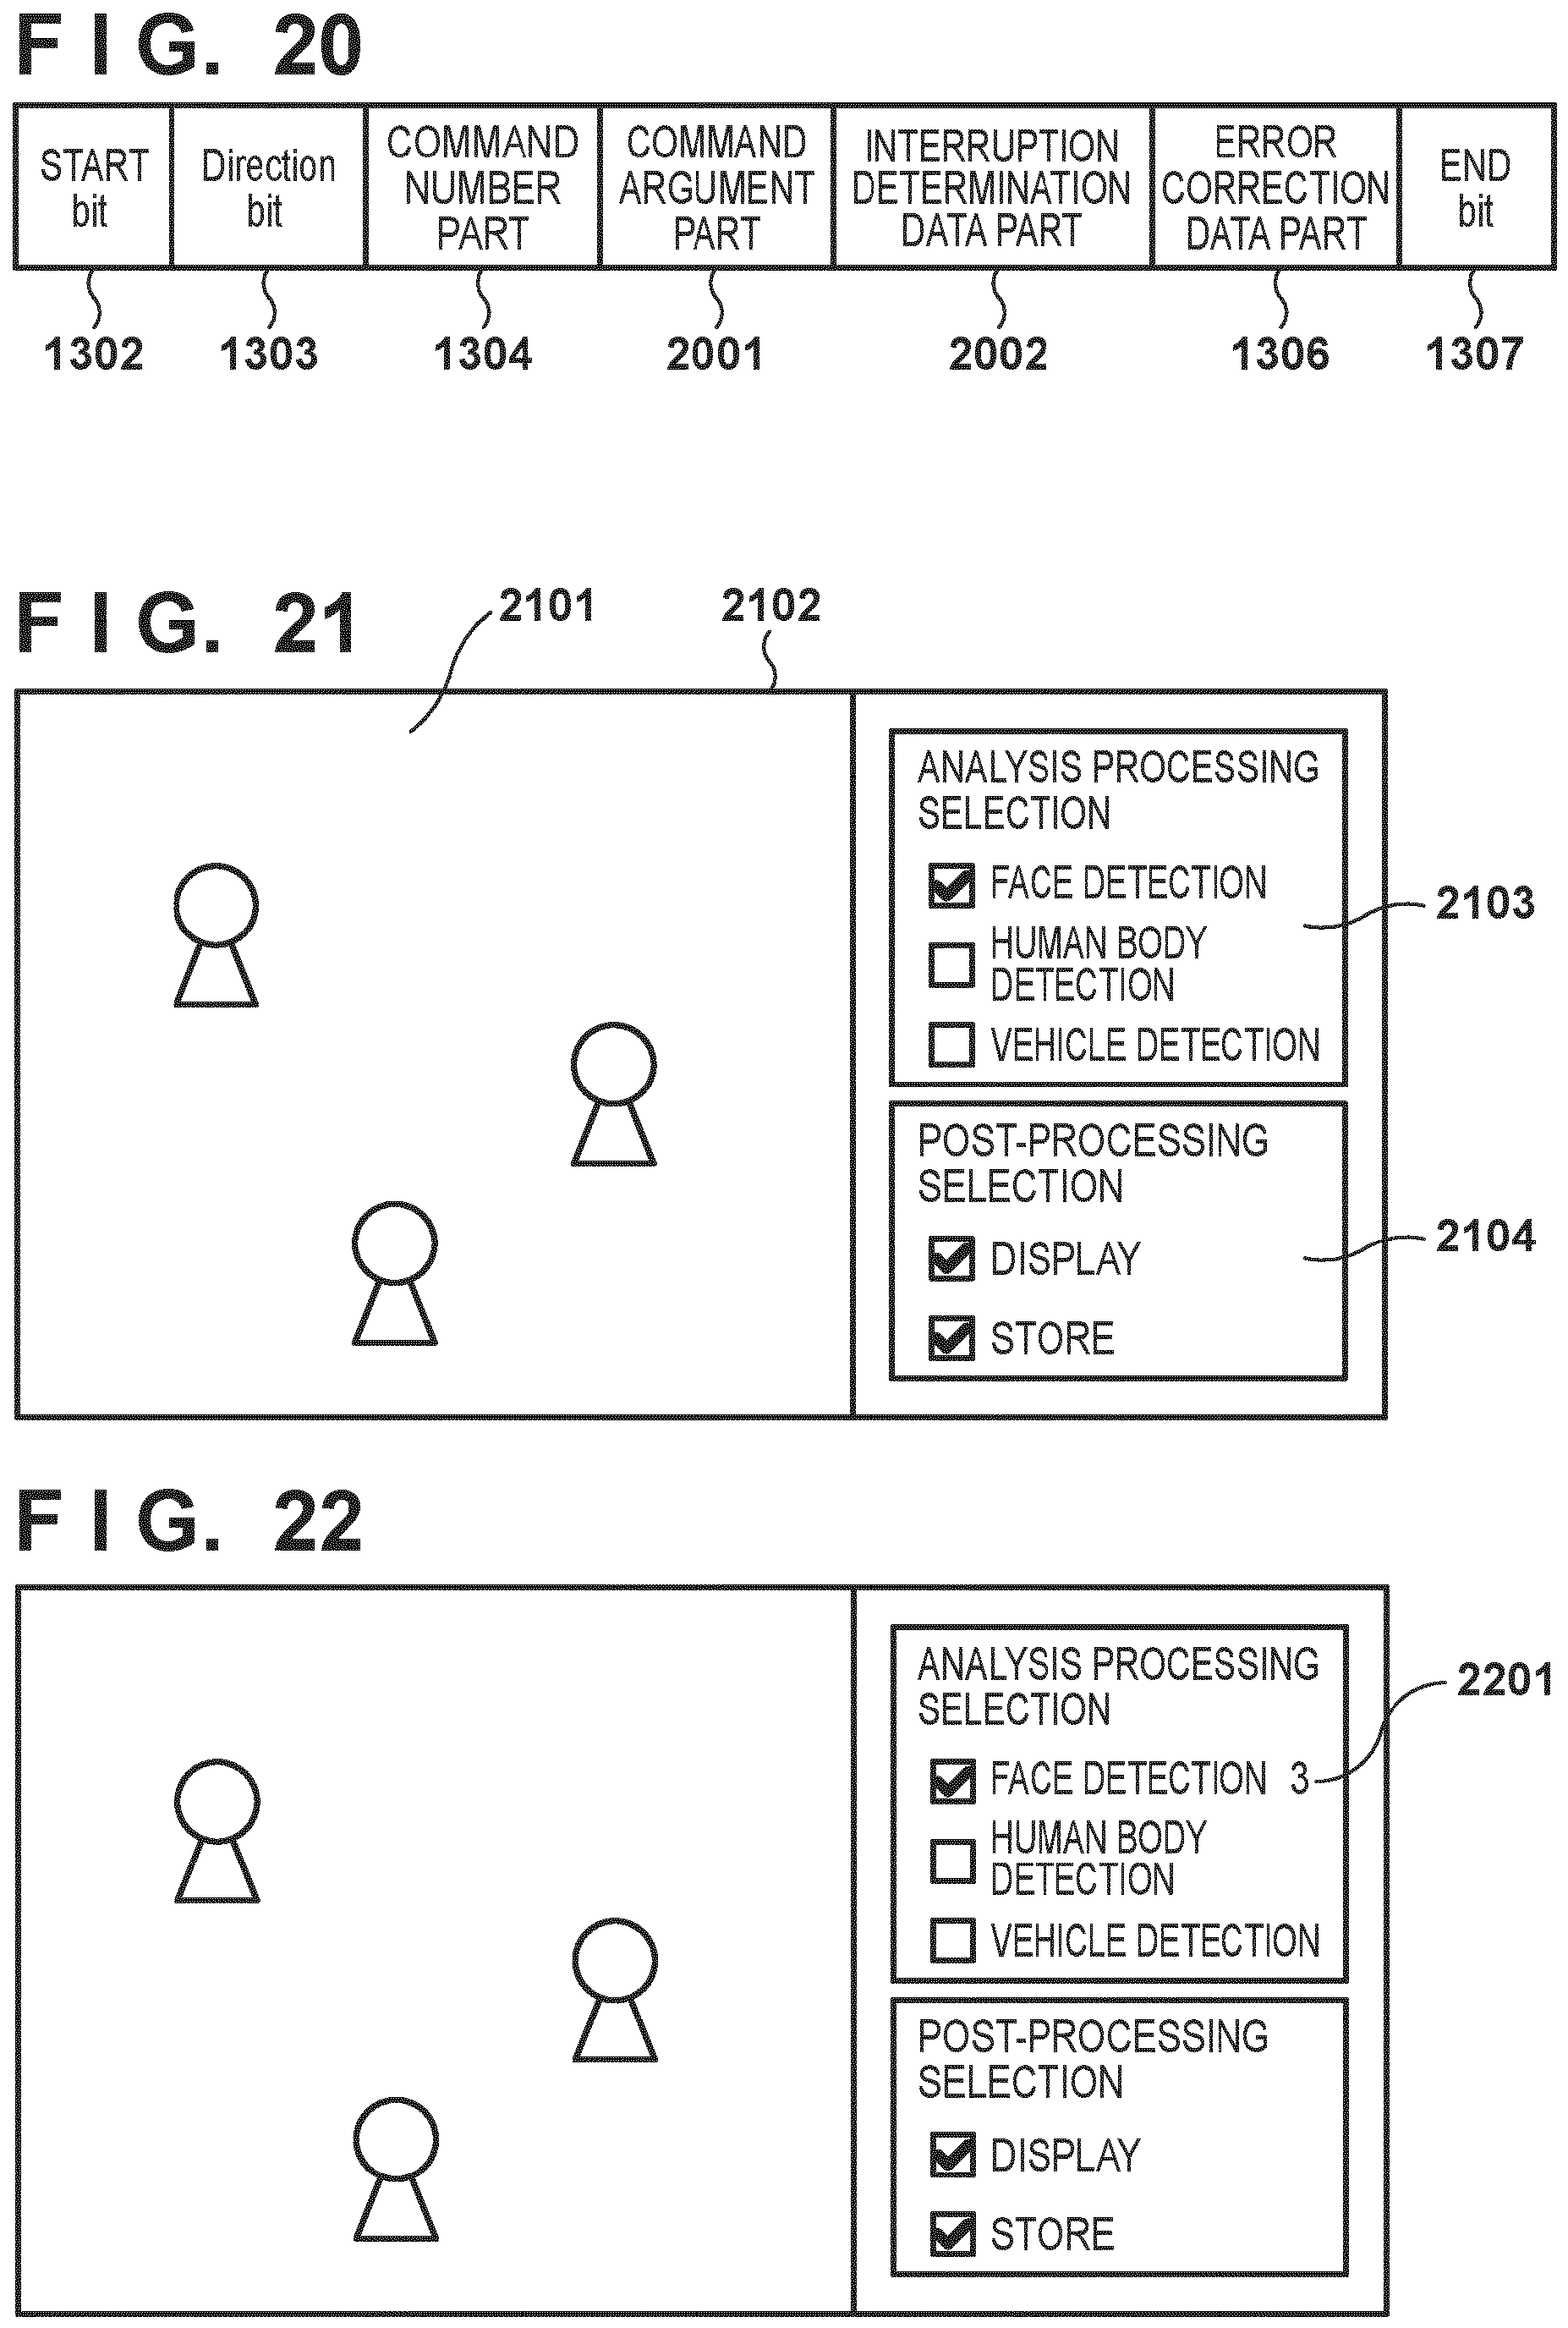 FIG. 20
START bit
Direction bit
COMMAND NUMBER PART
COMMAND ARGUMENT PART
INTERRUPTION DETERMINATION DATA PART
ERROR CORRECTION DATA PART
END bit
1302 1303 1304 2001 2002 1306 1307
FIG. 21
2101 2102
ANALYSIS PROCESSING
SELECTION
FACE DETECTION
2103
HUMAN BODY
DETECTION
VEHICLE DETECTION
POST-PROCESSING
SELECTION
2104
DISPLAY
STORE
FIG. 22
ANALYSIS PROCESSING
SELECTION
2201
FACE DETECTION 3
HUMAN BODY
DETECTION
VEHICLE DETECTION
POST-PROCESSING
SELECTION
DISPLAY
STORE